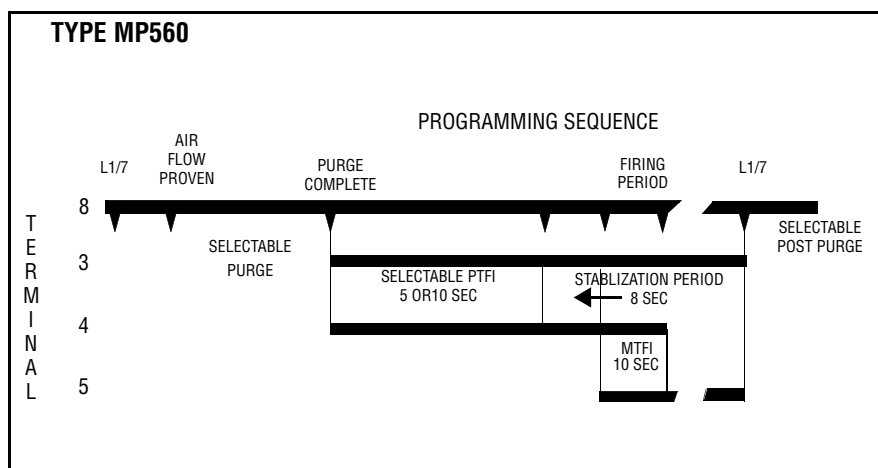 TYPE MP560
PROGRAMMING SEQUENCE
L1/7
AIR
FLOW
PROVEN
PURGE
COMPLETE
FIRING
PERIOD
L1/7
TERMINAL
8
SELECTABLE
PURGE
SELECTABLE
POST PURGE
3
SELECTABLE PTFI
5 OR10 SEC
STABLIZATION PERIOD
8 SEC
4
MTFI
10 SEC
5